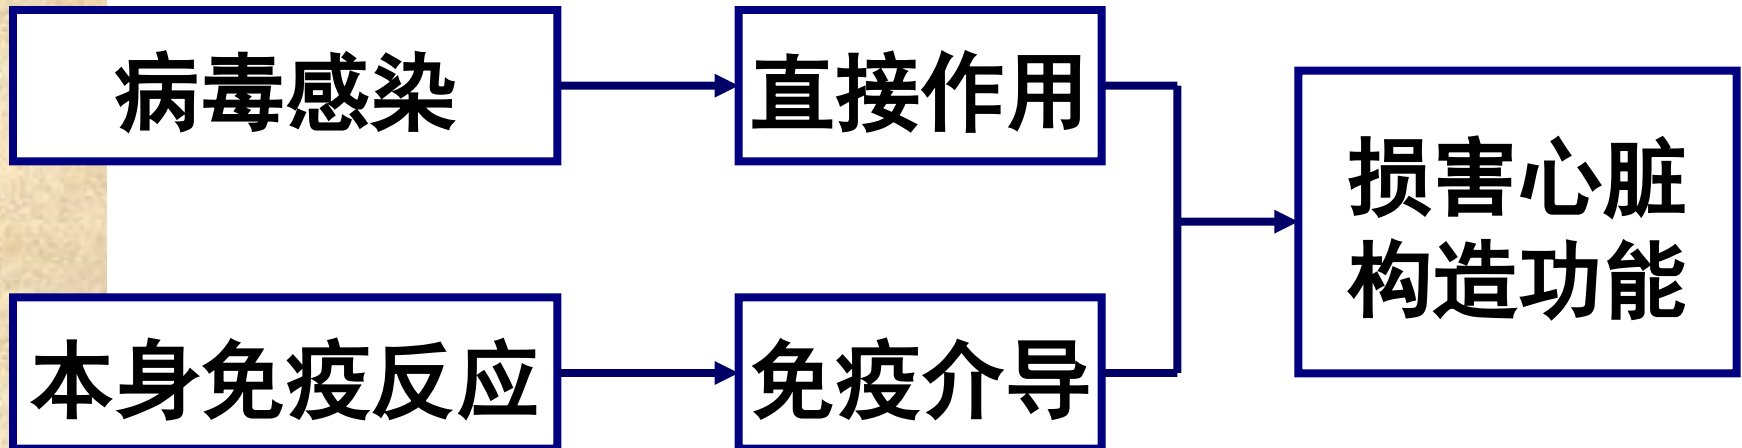 病毒感染
直接作用
损害心脏
构造功能
本身免疫反应
免疫介导